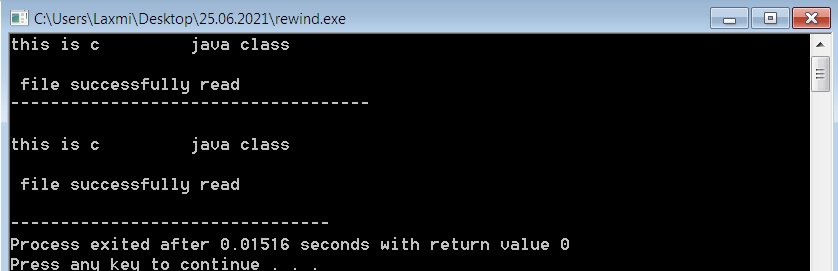 C:\Users\Laxmi\Desktop\25.06.2021\rewind.exe
this is c         java class
 file successfully read
------------------------------------
this is c         java class
 file successfully read
--------------------------------
Process exited after 0.01516 seconds with return value 0
Press any key to continue . . .